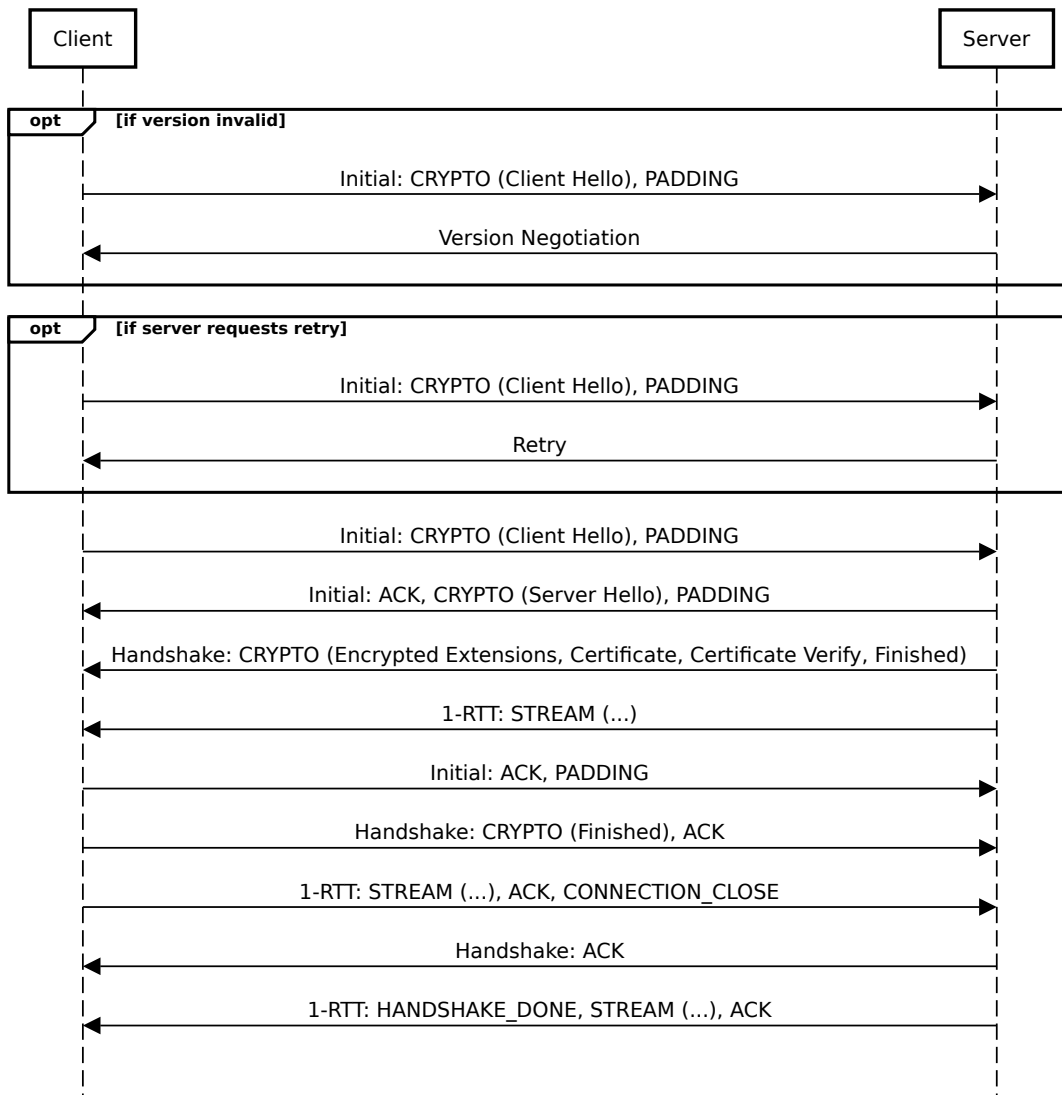 Client
Server
opt
[if version invalid]
Initial: CRYPTO (Client Hello), PADDING
Version Negotiation
opt
[if server requests retry]
Initial: CRYPTO (Client Hello), PADDING
Retry
Initial: CRYPTO (Client Hello), PADDING
Initial: ACK, CRYPTO (Server Hello), PADDING
Handshake: CRYPTO (Encrypted Extensions, Certificate, Certificate Verify, Finished)
1-RTT: STREAM (...)
Initial: ACK, PADDING
Handshake: CRYPTO (Finished), ACK
1-RTT: STREAM (...), ACK, CONNECTION_CLOSE
Handshake: ACK
1-RTT: HANDSHAKE_DONE, STREAM (...), ACK